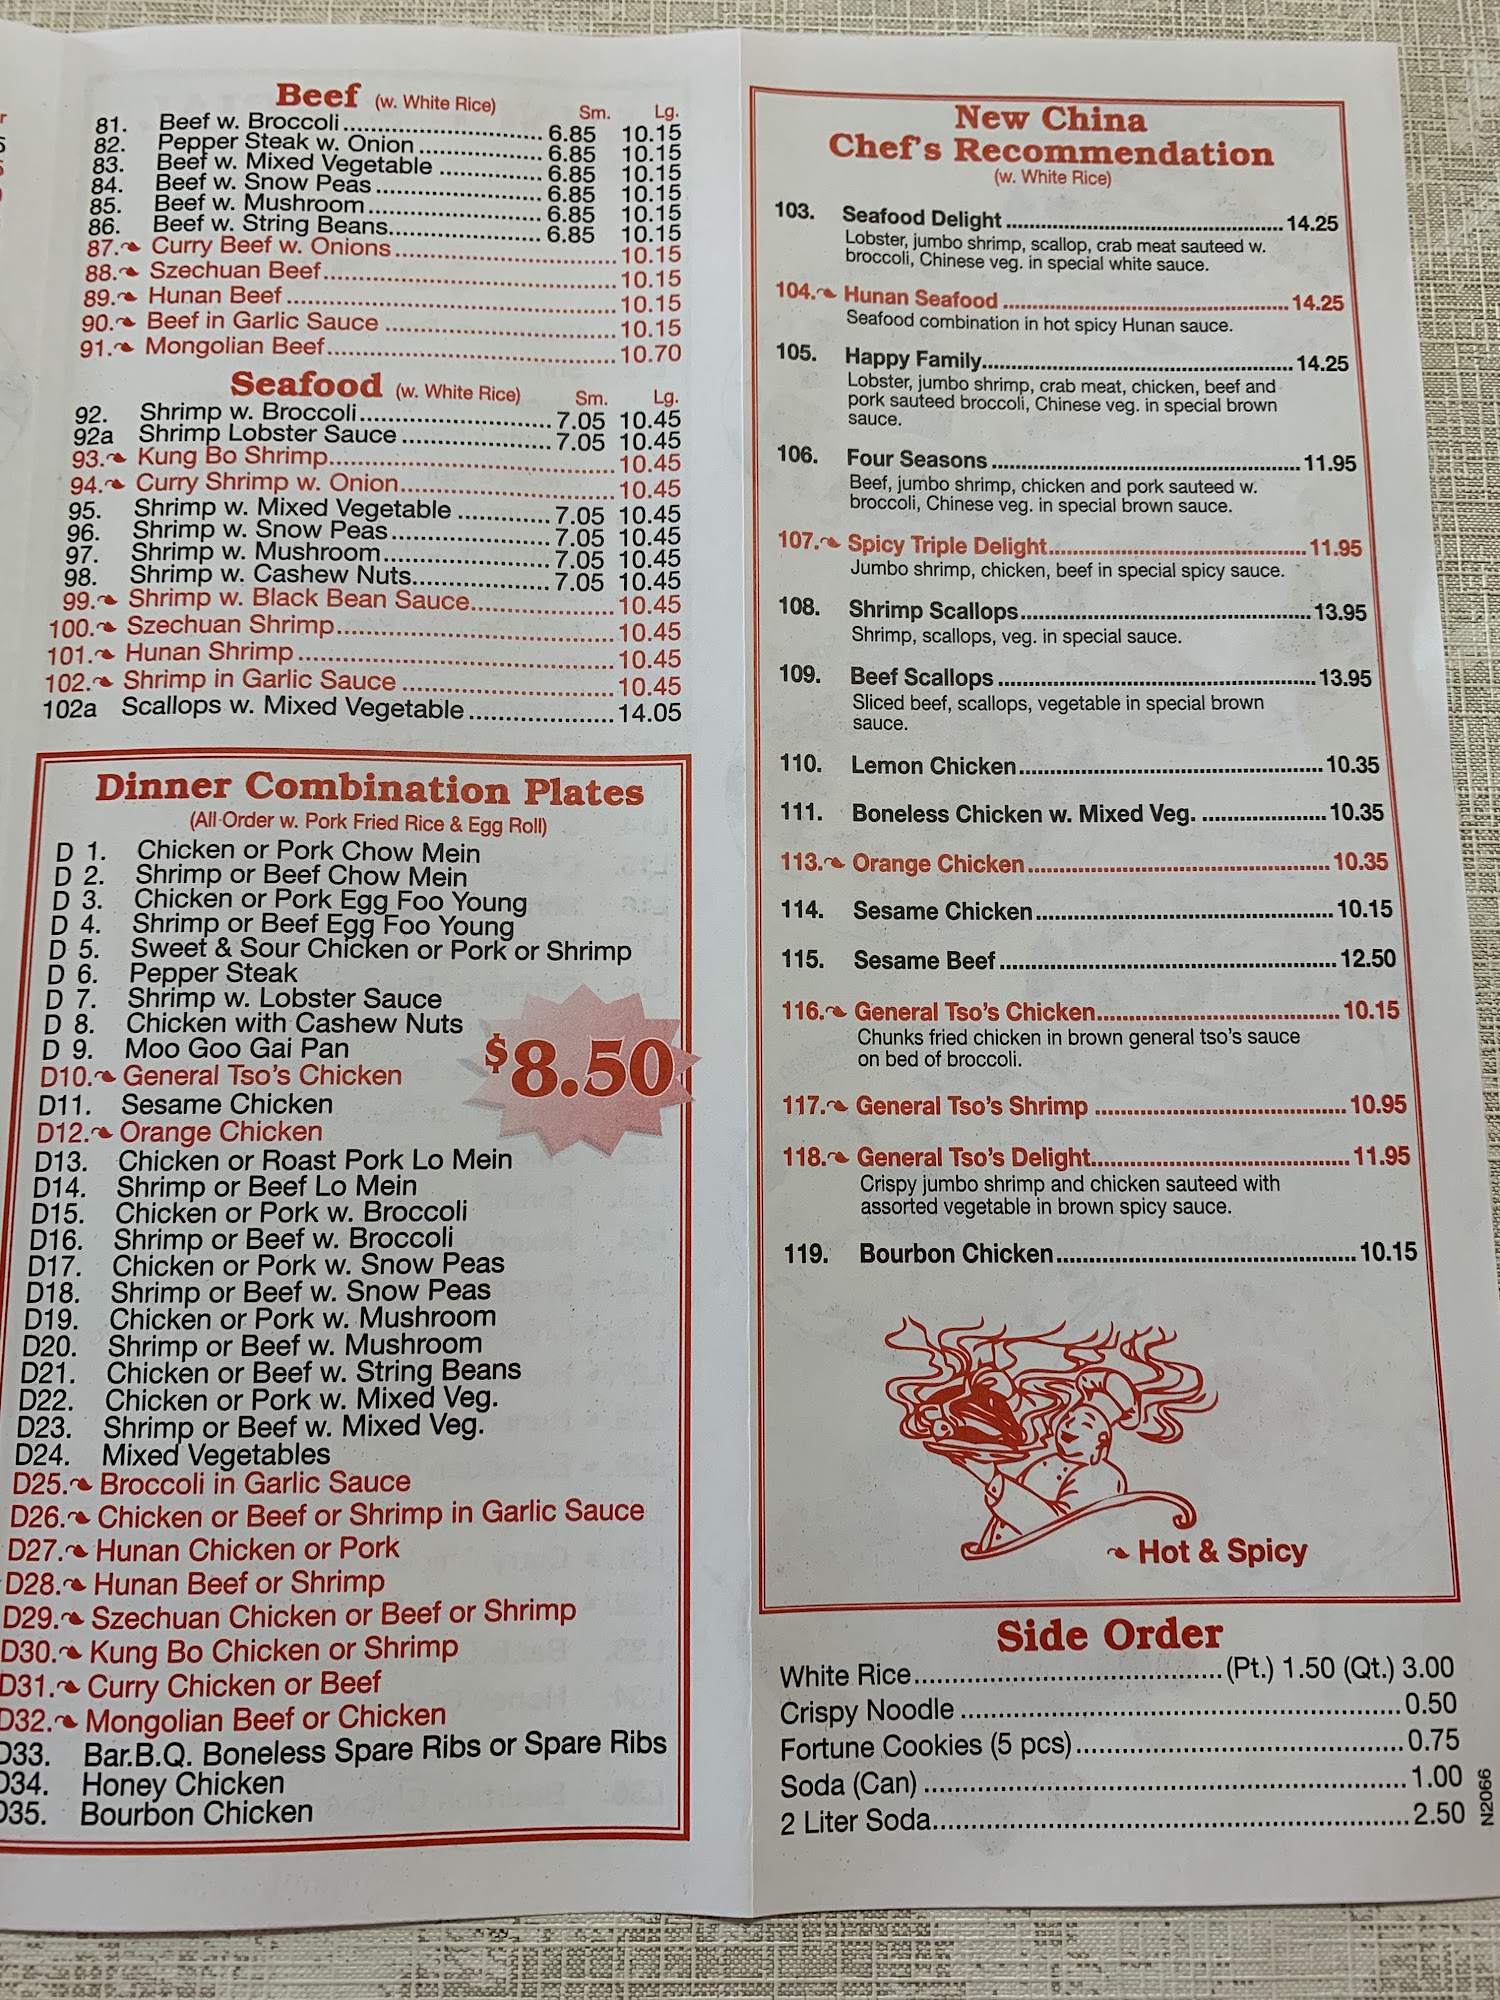 Beef (w. White Rice) Sm. Lg.
81. Beef w. Broccoli 6.85 10.15
82. Pepper Steak w. Onion 6.85 10.15
83. Beef w. Mixed Vegetable 6.85 10.15
84. Beef w. Snow Peas 6.85 10.15
85. Beef w. Mushroom 6.85 10.15
86. Beef w. String Beans 6.85 10.15
87. Curry Beef w. Onions 10.15
88. Szechuan Beef 10.15
89. Hunan Beef 10.15
90. Beef in Garlic Sauce 10.15
91. Mongolian Beef 10.70
Seafood (w. White Rice) Sm. Lg.
92. Shrimp w. Broccoli 7.05 10.45
92a Shrimp Lobster Sauce 7.05 10.45
93. Kung Bo Shrimp 10.45
94. Curry Shrimp w. Onion 10.45
95. Shrimp w. Mixed Vegetable 7.05 10.45
96. Shrimp w. Snow Peas 7.05 10.45
97. Shrimp w. Mushroom 7.05 10.45
98. Shrimp w. Cashew Nuts 7.05 10.45
99. Shrimp w. Black Bean Sauce 10.45
100. Szechuan Shrimp 10.45
101. Hunan Shrimp 10.45
102. Shrimp in Garlic Sauce 10.45
102a Scallops w. Mixed Vegetable 14.05
Dinner Combination Plates
(All Order w. Pork Fried Rice & Egg Roll)
D 1. Chicken or Pork Chow Mein
D 2. Shrimp or Beef Chow Mein
D 3. Chicken or Pork Egg Foo Young
D 4. Shrimp or Beef Egg Foo Young
D 5. Sweet & Sour Chicken or Pork or Shrimp
D 6. Pepper Steak
D 7. Shrimp w. Lobster Sauce
D 8. Chicken with Cashew Nuts
D 9. Moo Goo Gai Pan
$8.50
D10. General Tso's Chicken
D11. Sesame Chicken
D12. Orange Chicken
D13. Chicken or Roast Pork Lo Mein
D14. Shrimp or Beef Lo Mein
D15. Chicken or Pork w. Broccoli
D16. Shrimp or Beef w. Broccoli
D17. Chicken or Pork w. Snow Peas
D18. Shrimp or Beef w. Snow Peas
D19. Chicken or Pork w. Mushroom
D20. Shrimp or Beef w. Mushroom
D21. Chicken or Beef w. String Beans
D22. Chicken or Pork w. Mixed Veg.
D23. Shrimp or Beef w. Mixed Veg.
D24. Mixed Vegetables
D25. Broccoli in Garlic Sauce
D26. Chicken or Beef or Shrimp in Garlic Sauce
D27. Hunan Chicken or Pork
D28. Hunan Beef or Shrimp
D29. Szechuan Chicken or Beef or Shrimp
D30. Kung Bo Chicken or Shrimp
D31. Curry Chicken or Beef
D32. Mongolian Beef or Chicken
D33. Bar.B.Q. Boneless Spare Ribs or Spare Ribs
D34. Honey Chicken
D35. Bourbon Chicken
New China
Chef's Recommendation
(w. White Rice)
103. Seafood Delight 14.25
Lobster, jumbo shrimp, scallop, crab meat sauteed w.
broccoli, Chinese veg. in special white sauce.
104. Hunan Seafood 14.25
Seafood combination in hot spicy Hunan sauce.
105. Happy Family 14.25
Lobster, jumbo shrimp, crab meat, chicken, beef and
pork sauteed broccoli, Chinese veg. in special brown
sauce.
106. Four Seasons 11.95
Beef, jumbo shrimp, chicken and pork sauteed w.
broccoli, Chinese veg. in special brown sauce.
107. Spicy Triple Delight 11.95
Jumbo shrimp, chicken, beef in special spicy sauce.
108. Shrimp Scallops 13.95
Shrimp, scallops, veg. in special sauce.
109. Beef Scallops 13.95
Sliced beef, scallops, vegetable in special brown
sauce.
110. Lemon Chicken 10.35
111. Boneless Chicken w. Mixed Veg. 10.35
113. Orange Chicken 10.35
114. Sesame Chicken 10.15
115. Sesame Beef 12.50
116. General Tso's Chicken 10.15
Chunks fried chicken in brown general tso's sauce
on bed of broccoli.
117. General Tso's Shrimp 10.95
118. General Tso's Delight 11.95
Crispy jumbo shrimp and chicken sauteed with
assorted vegetable in brown spicy sauce.
119. Bourbon Chicken 10.15
Hot & Spicy
Side Order
White Rice (Pt.) 1.50 (Qt.) 3.00
Crispy Noodle 0.50
Fortune Cookies (5 pcs) 0.75
Soda (Can) 1.00
2 Liter Soda 2.50
N2066